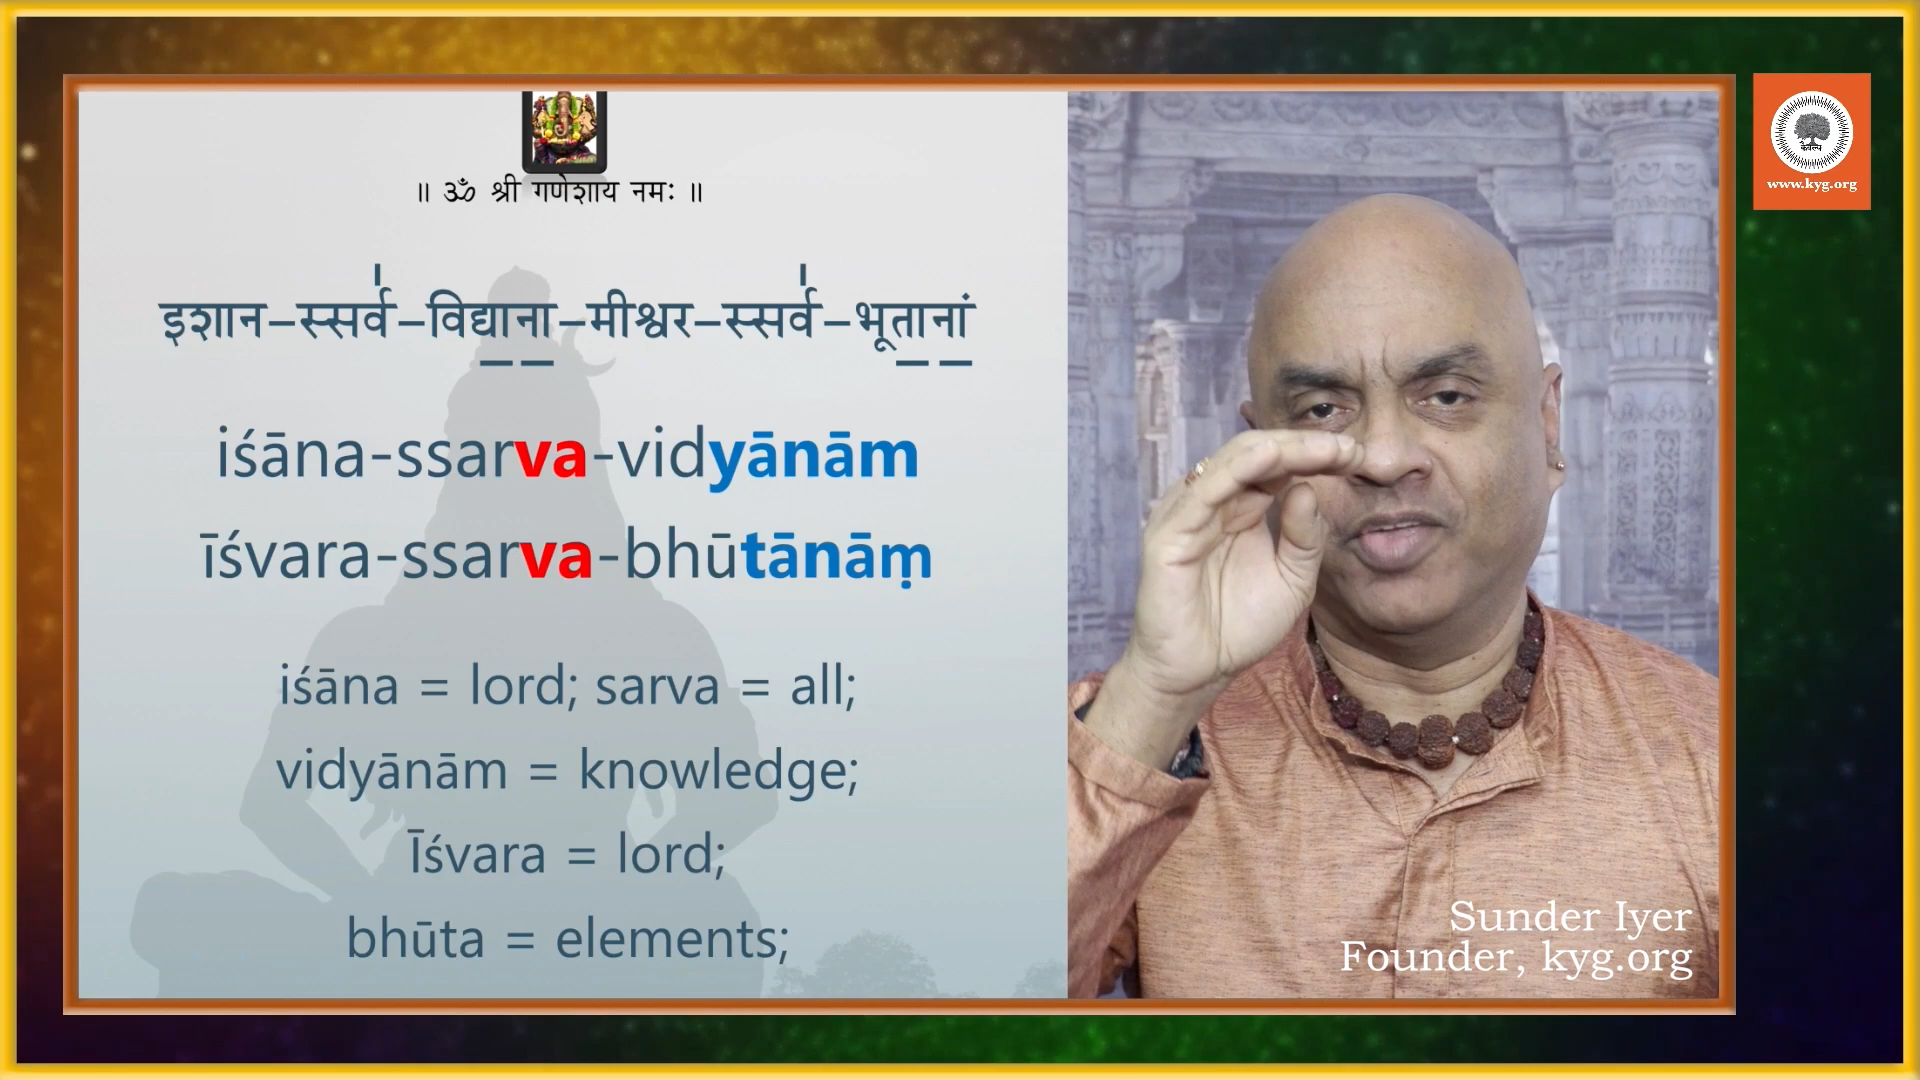 ॥ ॐ श्री गणेशाय नमः ॥
इशान–स्सर्व॑–विद्या॒ना॒–मीश्वर–स्सर्व॑–भूता॒नां॒
iśāna-ssarva-vidyānām
īśvara-ssarva-bhūtānāṃ
iśāna = lord; sarva = all;
vidyānām = knowledge;
Īśvara = lord;
bhūta = elements;
Sunder Iyer
Founder, kyg.org
कैवल्य
www.kyg.org